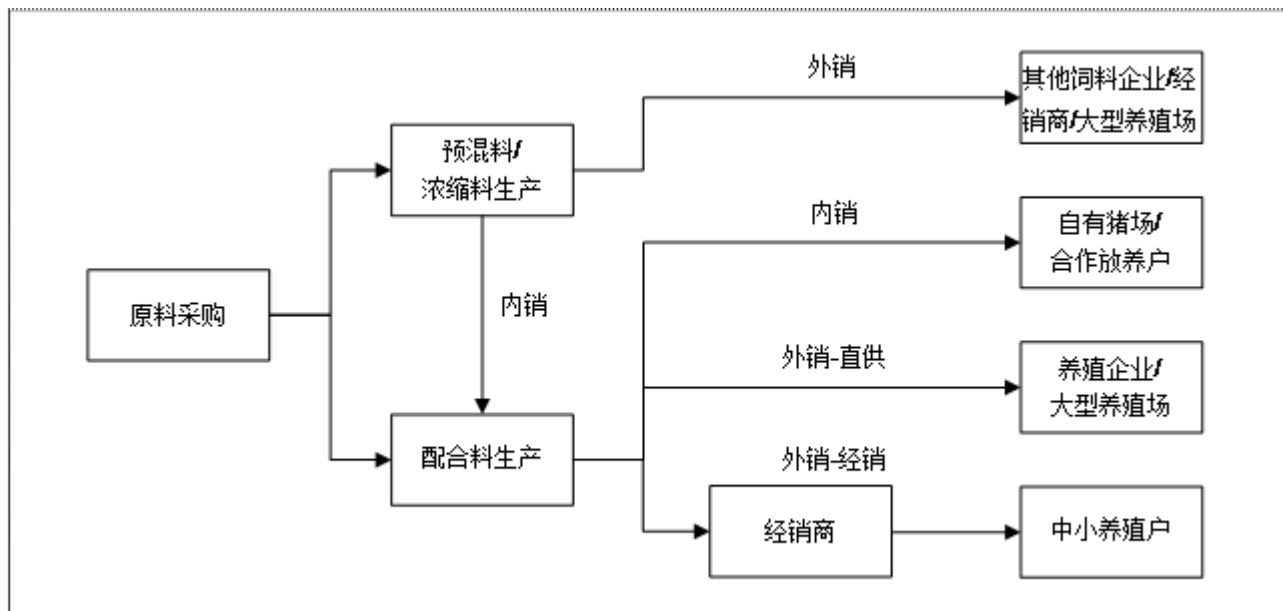 外销
其他饲料企业/经
销商/大型养殖场
预混料/
浓缩料生产
内销
自有猪场/
合作放养户
原料采购
内销
外销-直供
养殖企业/
大型养殖场
配合料生产
外销-经销
经销商
中小养殖户